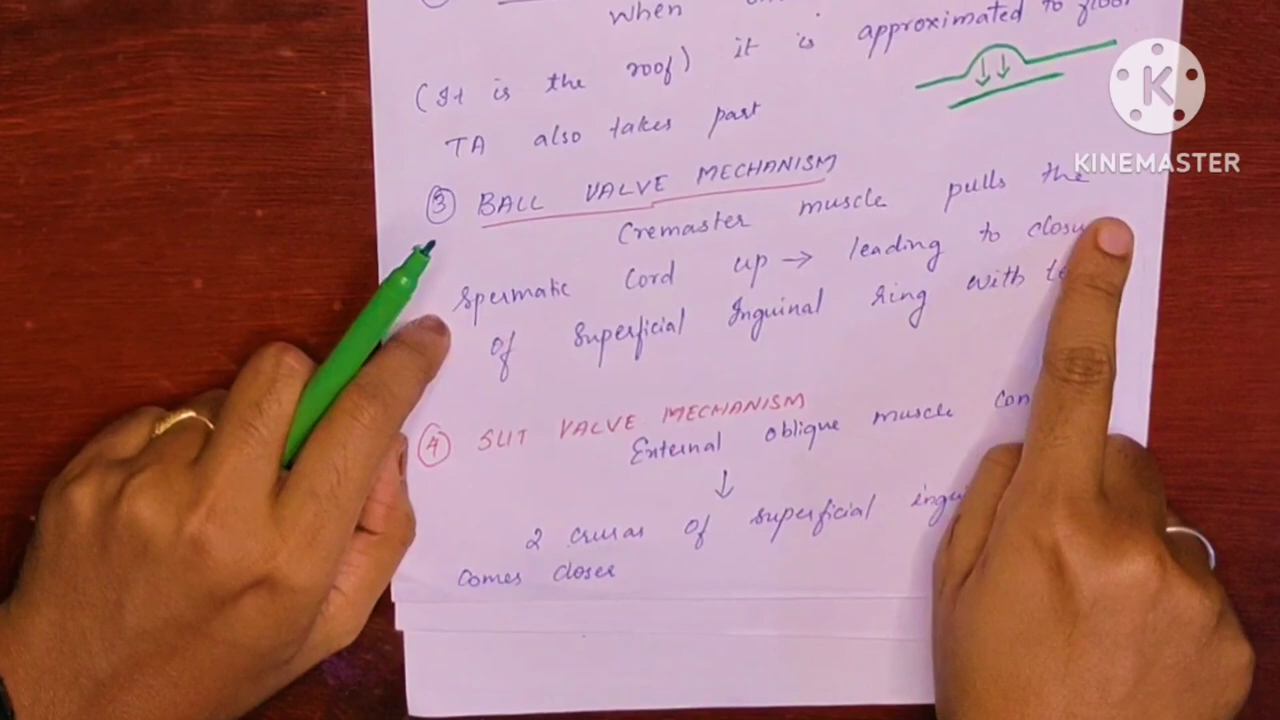 When
(It is the roof) it is approximated to floor
TA also takes part
③ BALL VALVE MECHANISM
Cremaster muscle pulls the
spermatic cord up → leading to closu
of superficial Inguinal ring with
④ SLIT VALVE MECHANISM
External oblique muscle con
↓
2 cruras of superficial ingui
comes closer
K
KINEMASTER